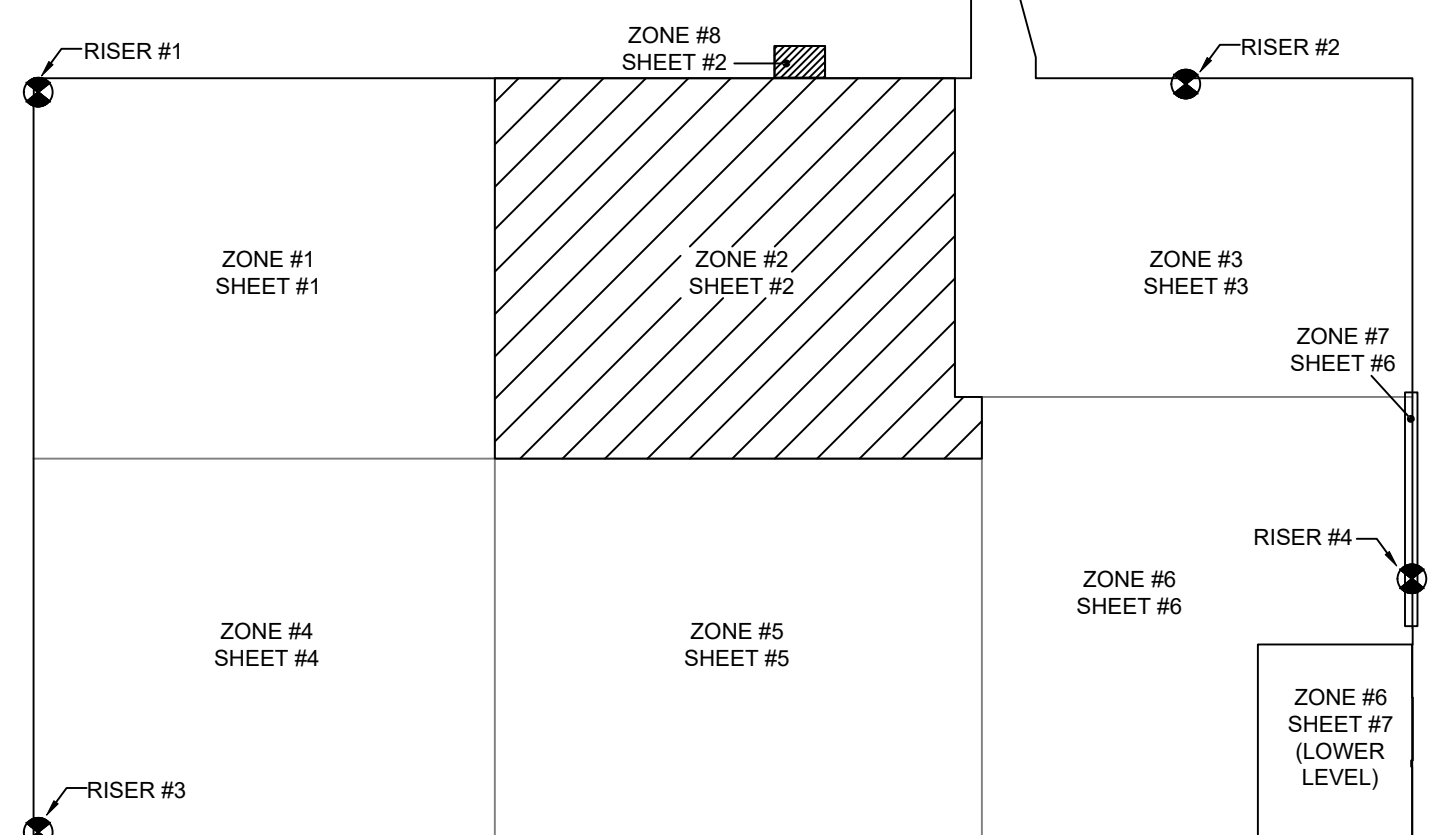 ZONE #8
SHEET #2
RISER #1
RISER #2
ZONE #1
SHEET #1
ZONE #2
SHEET #2
ZONE #3
SHEET #3
ZONE #7
SHEET #6
RISER #4
ZONE #6
SHEET #6
ZONE #4
SHEET #4
ZONE #5
SHEET #5
ZONE #6
SHEET #7
(LOWER
LEVEL)
RISER #3